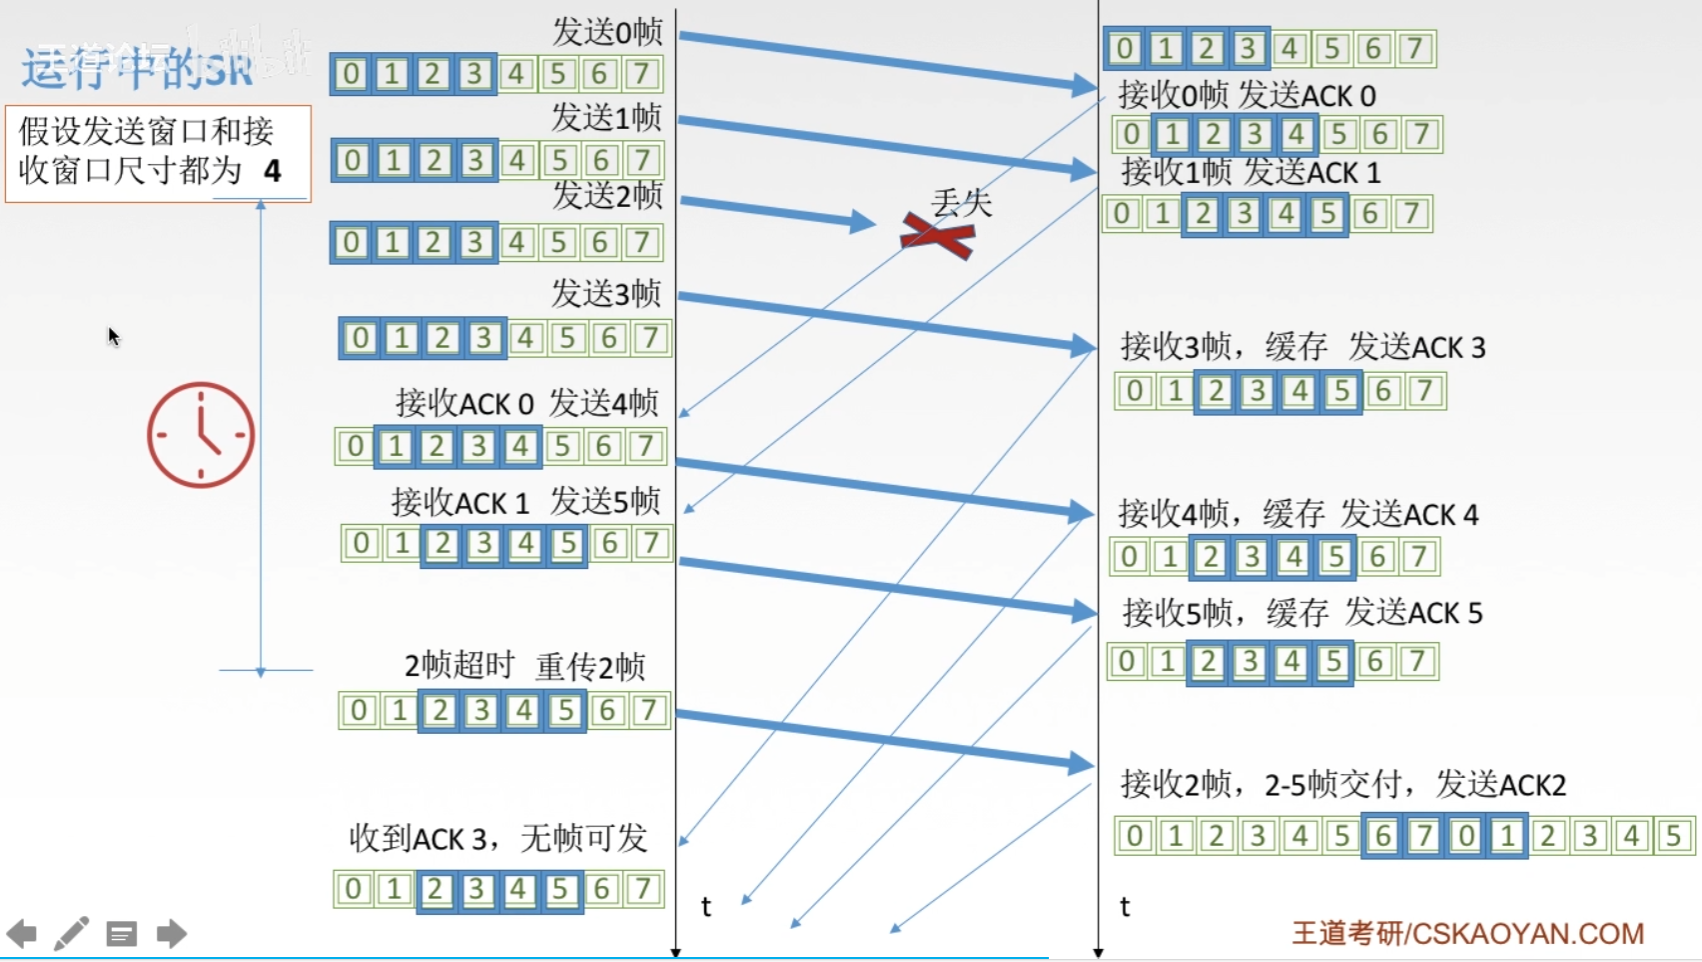 运行中的SR
王道论坛
bilibili
假设发送窗口和接
收窗口尺寸都为 4
发送0帧
0 1 2 3 4 5 6 7
发送1帧
0 1 2 3 4 5 6 7
发送2帧
0 1 2 3 4 5 6 7
发送3帧
0 1 2 3 4 5 6 7
接收ACK 0 发送4帧
0 1 2 3 4 5 6 7
接收ACK 1 发送5帧
0 1 2 3 4 5 6 7
2帧超时 重传2帧
0 1 2 3 4 5 6 7
收到ACK 3，无帧可发
0 1 2 3 4 5 6 7
t
丢失
0 1 2 3 4 5 6 7
接收0帧 发送ACK 0
0 1 2 3 4 5 6 7
接收1帧 发送ACK 1
0 1 2 3 4 5 6 7
接收3帧，缓存 发送ACK 3
0 1 2 3 4 5 6 7
接收4帧，缓存 发送ACK 4
0 1 2 3 4 5 6 7
接收5帧，缓存 发送ACK 5
0 1 2 3 4 5 6 7
接收2帧，2-5帧交付，发送ACK2
0 1 2 3 4 5 6 7 0 1 2 3 4 5
t
王道考研/CSKAOYAN.COM